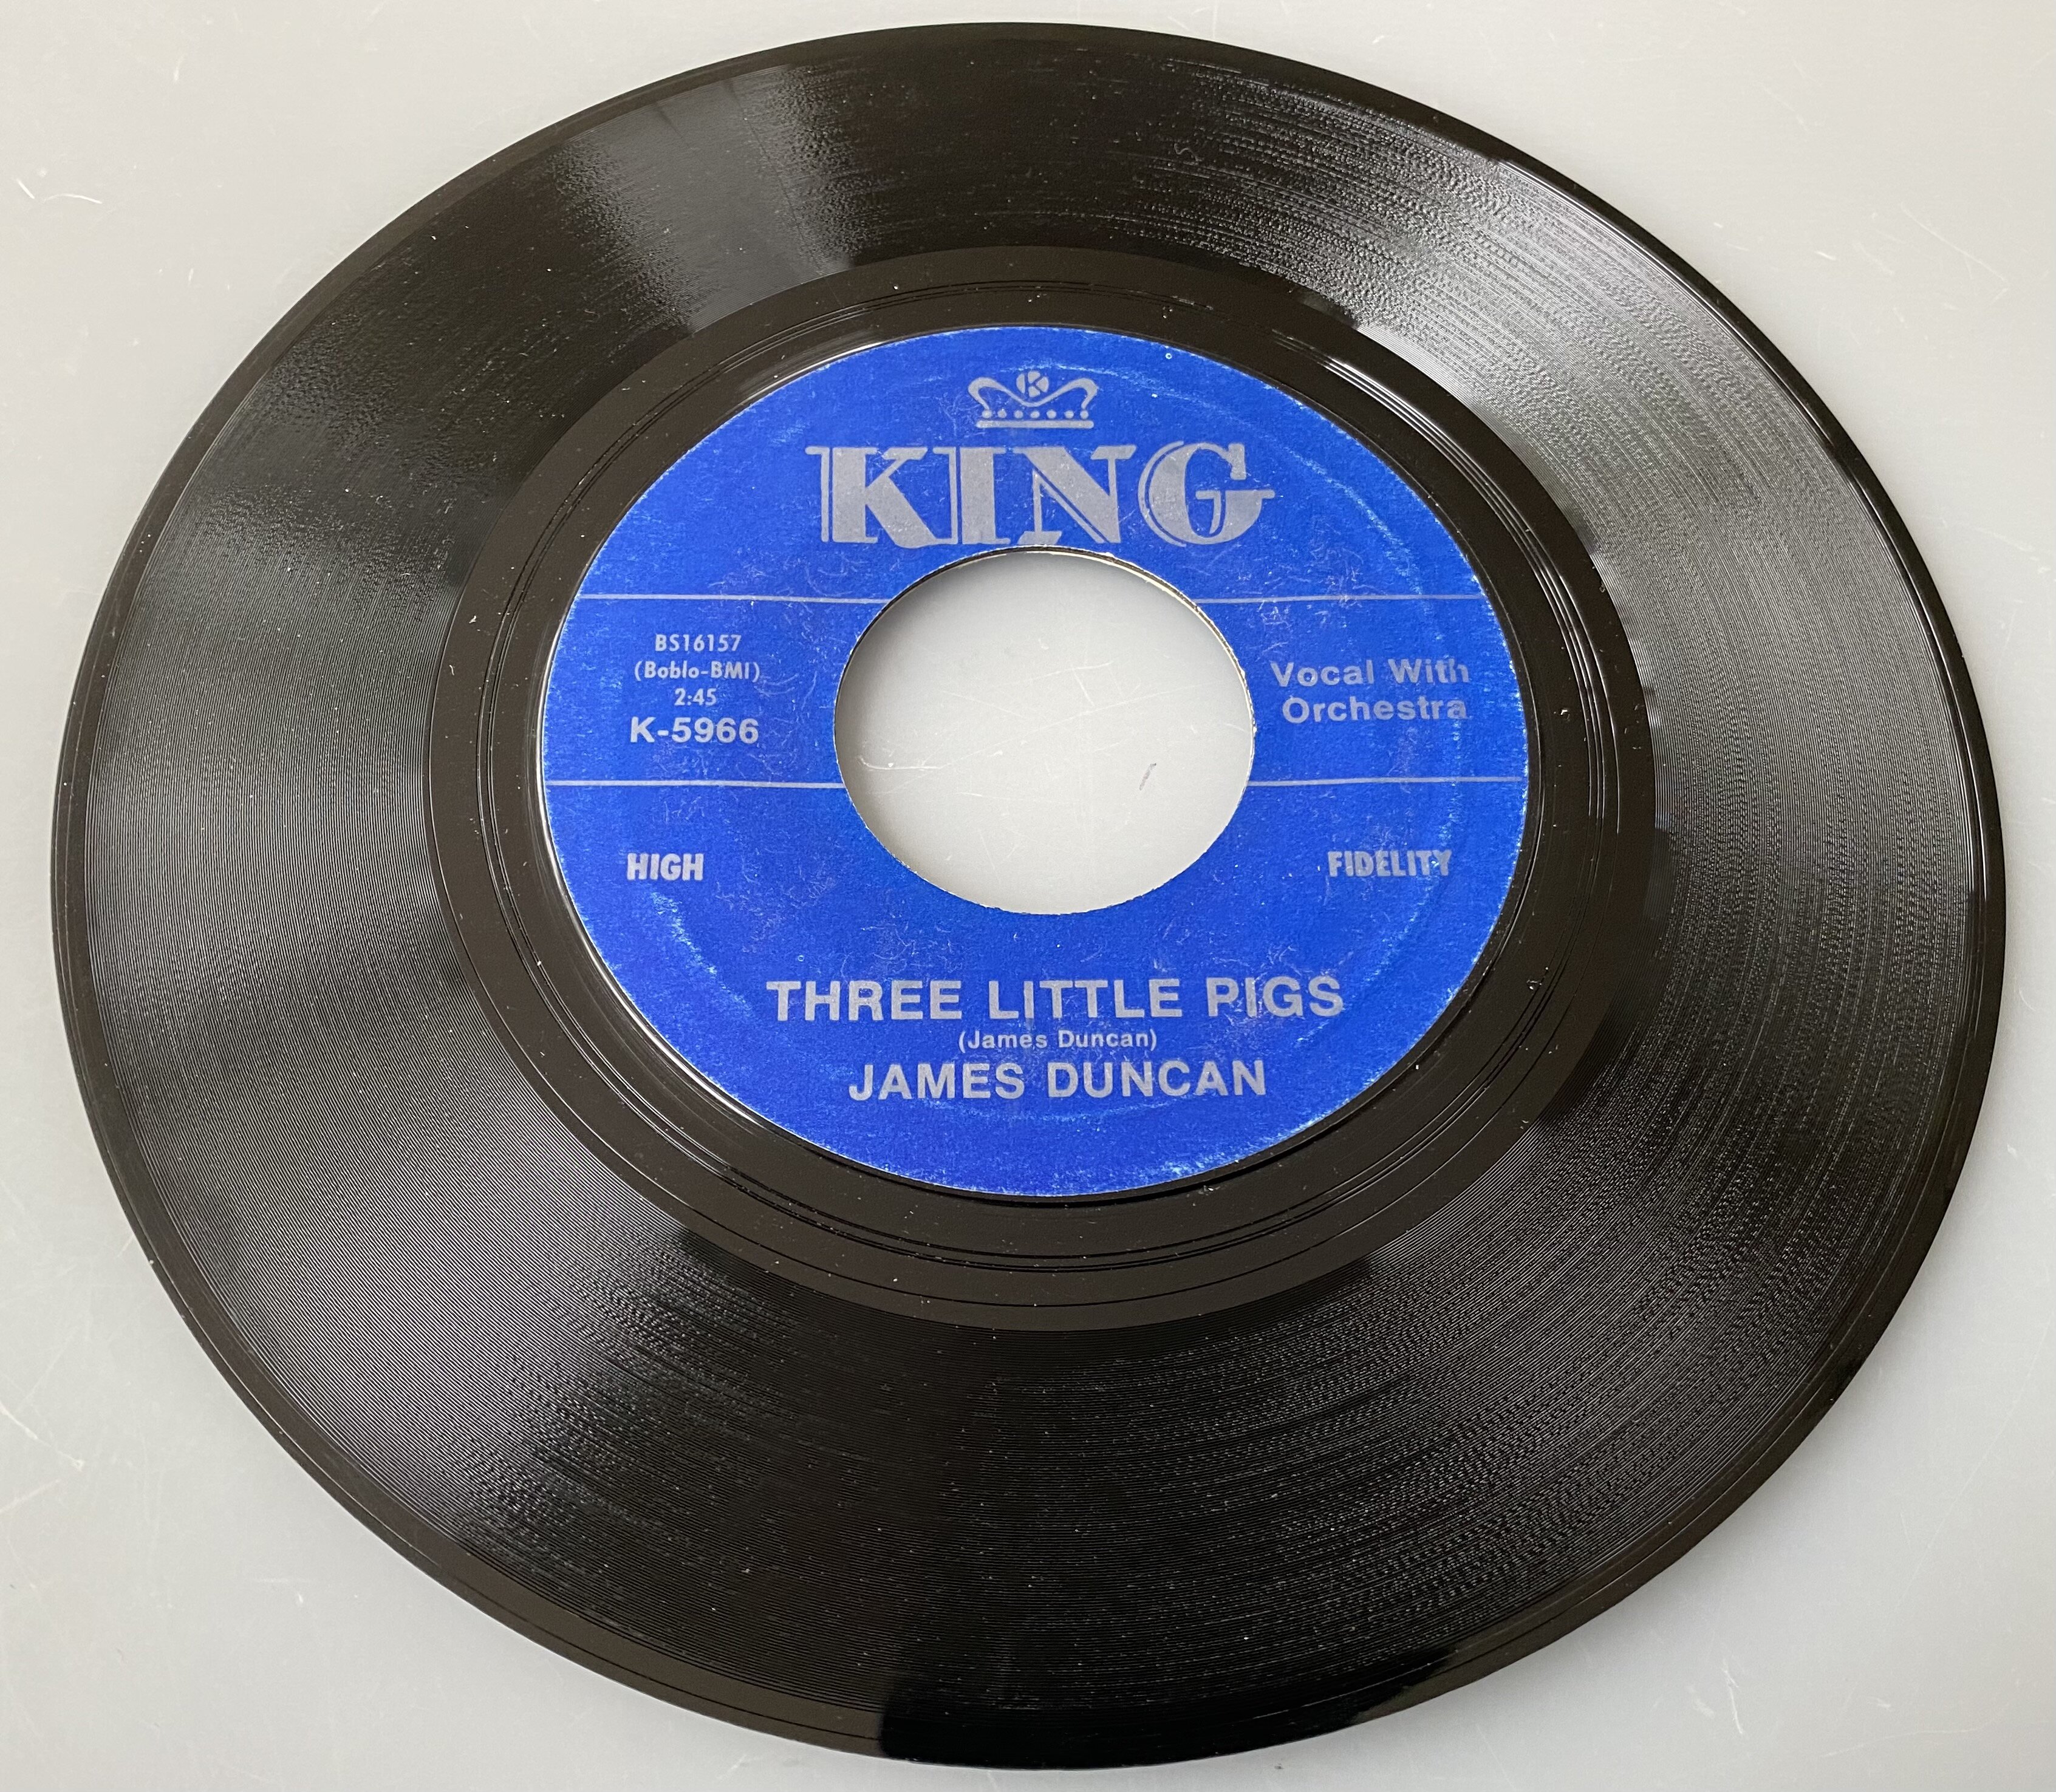 K
KING
BS16157
(Boblo-BMI)
2:45
K-5966
Vocal With
Orchestra
HIGH
FIDELITY
THREE LITTLE PIGS
(James Duncan)
JAMES DUNCAN